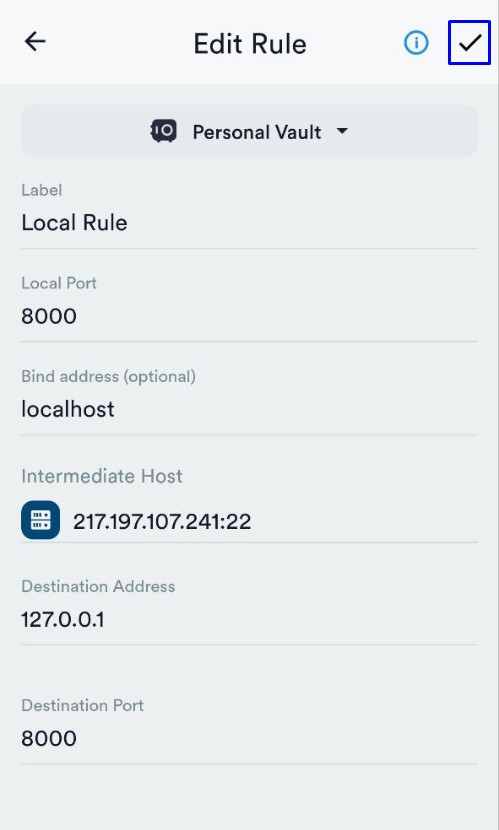 Edit Rule
Personal Vault
Label
Local Rule
Local Port
8000
Bind address (optional)
localhost
Intermediate Host
217.197.107.241:22
Destination Address
127.0.0.1
Destination Port
8000